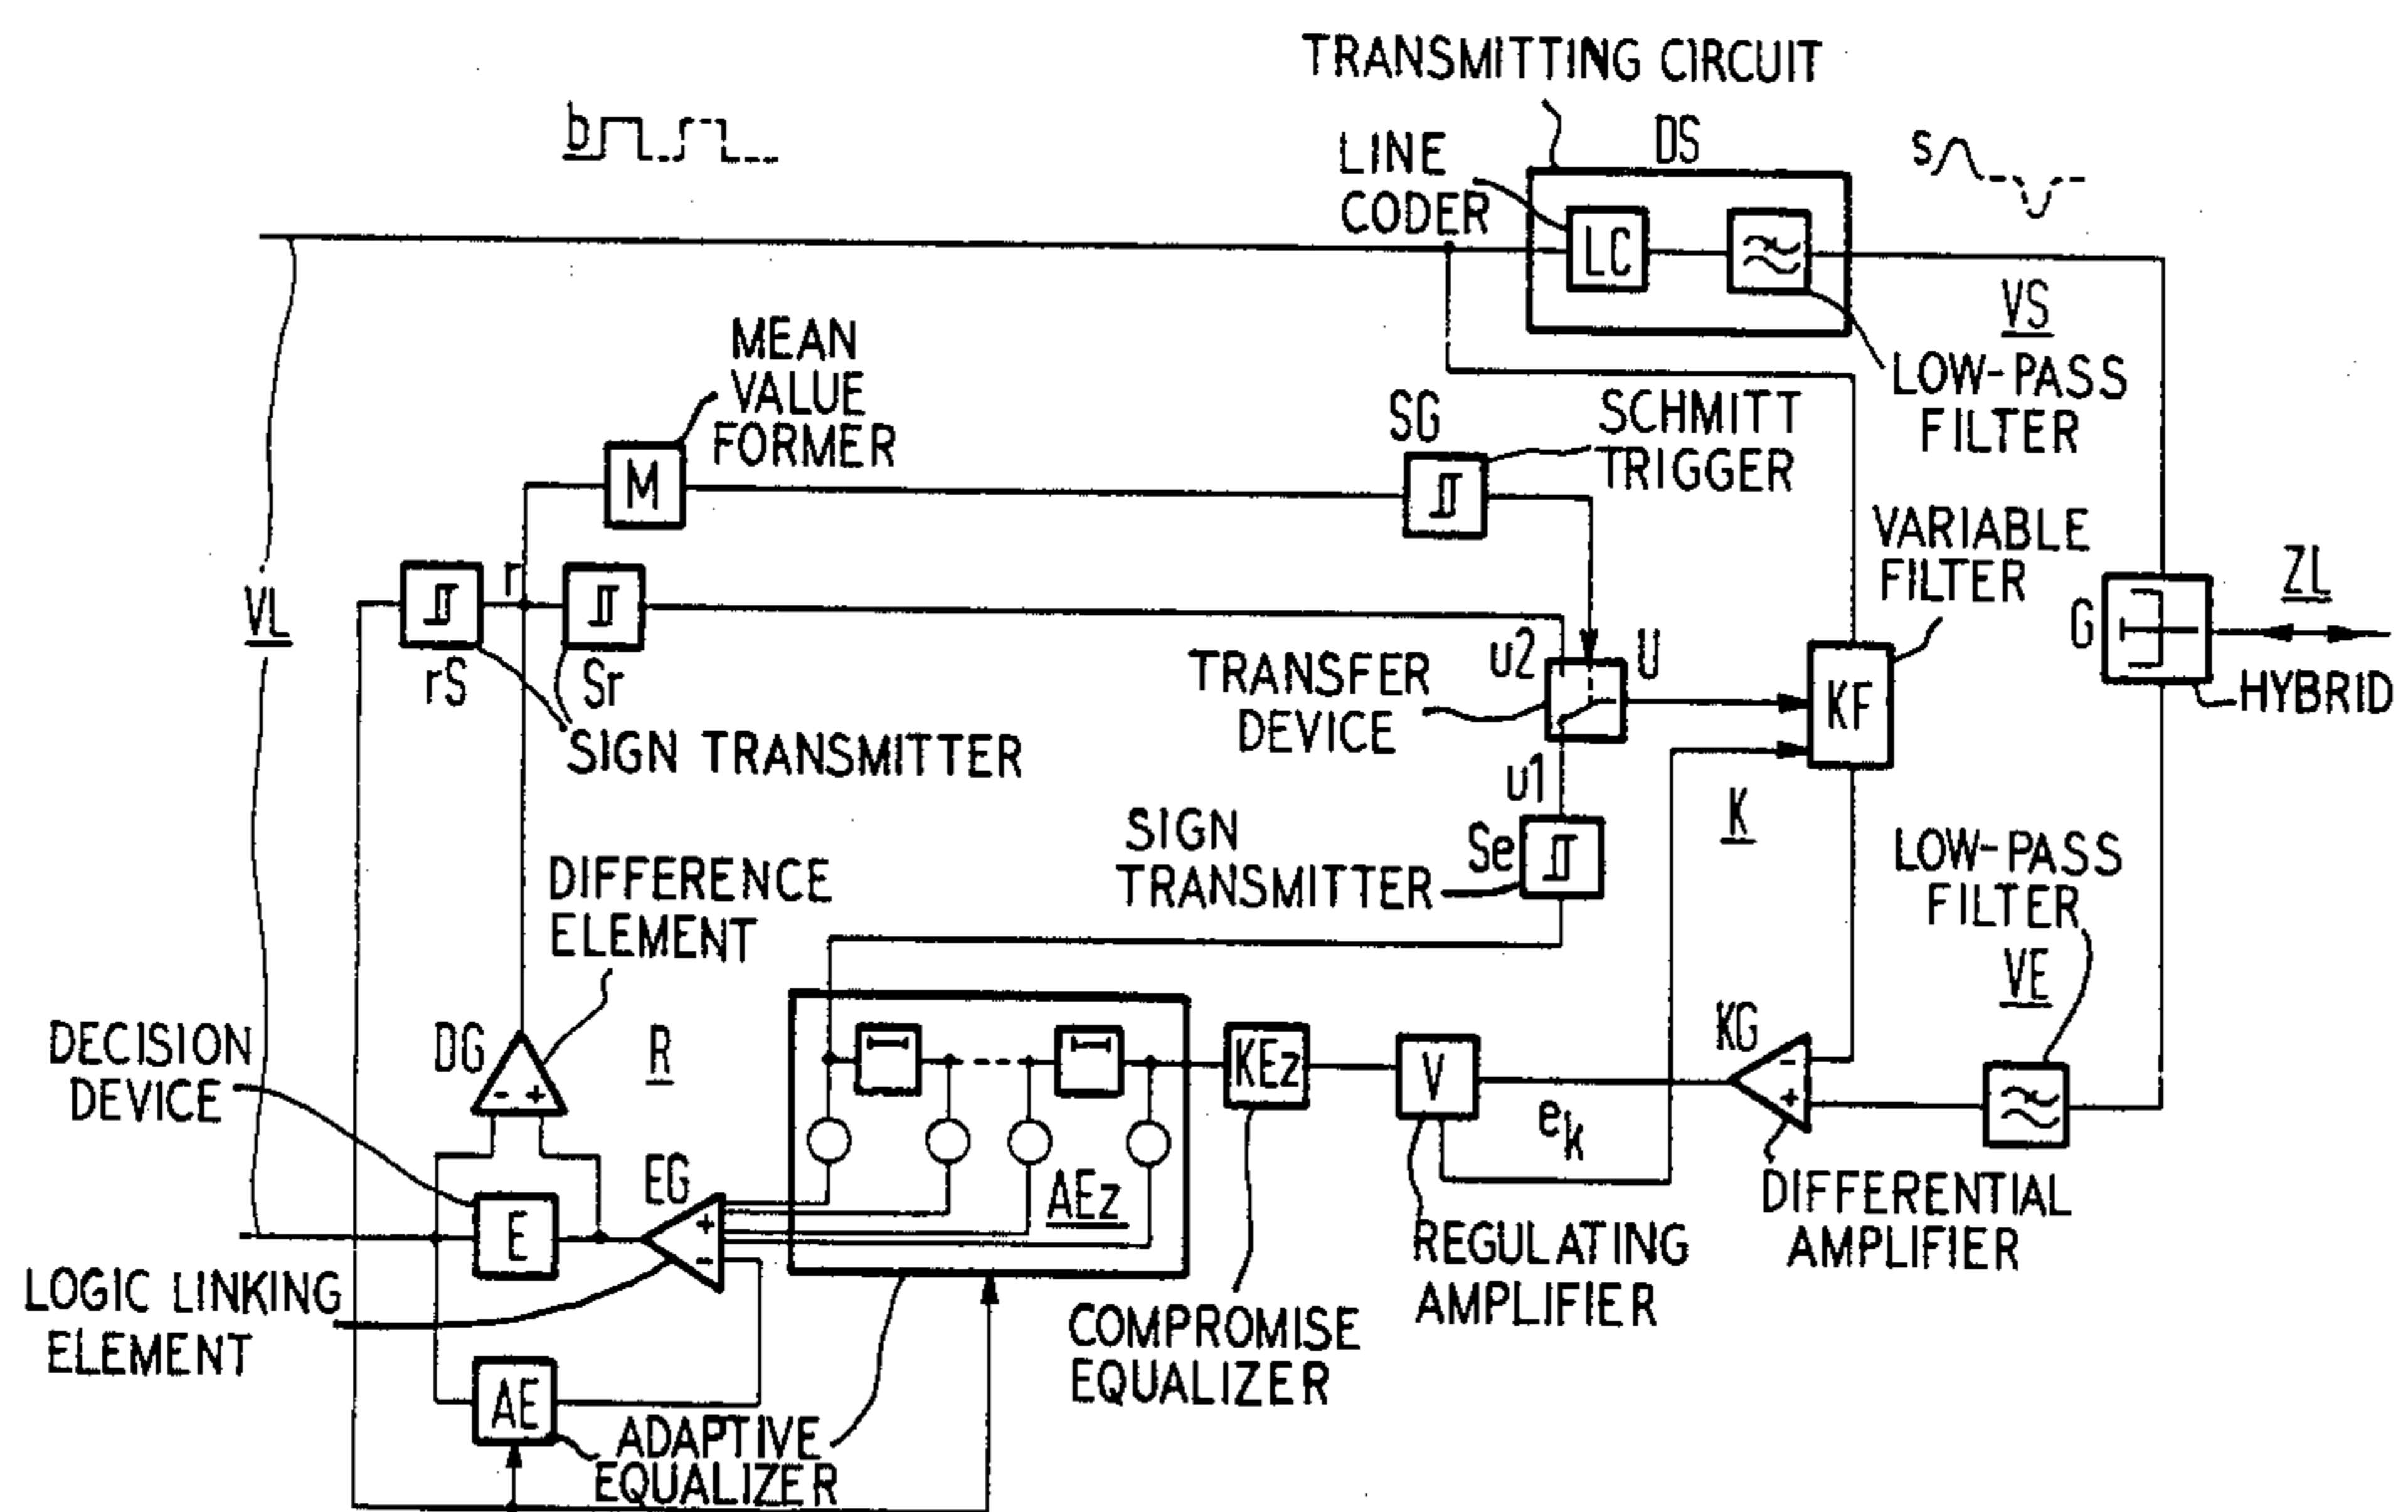 TRANSMITTING CIRCUIT
b
LINE
CODER
DS
s
LC
VS
MEAN
VALUE
FORMER
LOW-PASS
FILTER
SG
SCHMITT
TRIGGER
M
VARIABLE
FILTER
VL
r
rS
Sr
SIGN TRANSMITTER
TRANSFER
DEVICE
u2
U
KF
G
ZL
HYBRID
u1
K
SIGN
TRANSMITTER
Se
LOW-PASS
FILTER
VE
DIFFERENCE
ELEMENT
DECISION
DEVICE
DG
R
- +
KEz
V
KG
-
+
ek
EG
AEz
E
+
-
LOGIC LINKING
ELEMENT
DIFFERENTIAL
AMPLIFIER
REGULATING
AMPLIFIER
COMPROMISE
EQUALIZER
AE
ADAPTIVE
EQUALIZER